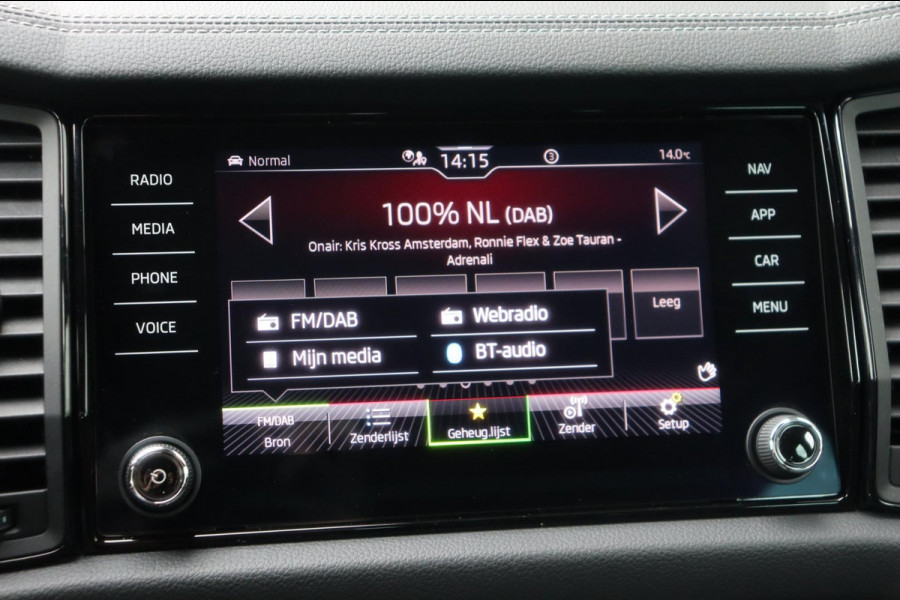 Normal
14:15
3
14.0°C
RADIO
MEDIA
PHONE
VOICE
100% NL (DAB)
Onair: Kris Kross Amsterdam, Ronnie Flex & Zoe Tauran -
Adrenali
Leeg
FM/DAB
Webradio
Mijn media
BT-audio
FM/DAB
Bron
Zenderlijst
Geheug.lijst
Zender
Setup
NAV
APP
CAR
MENU